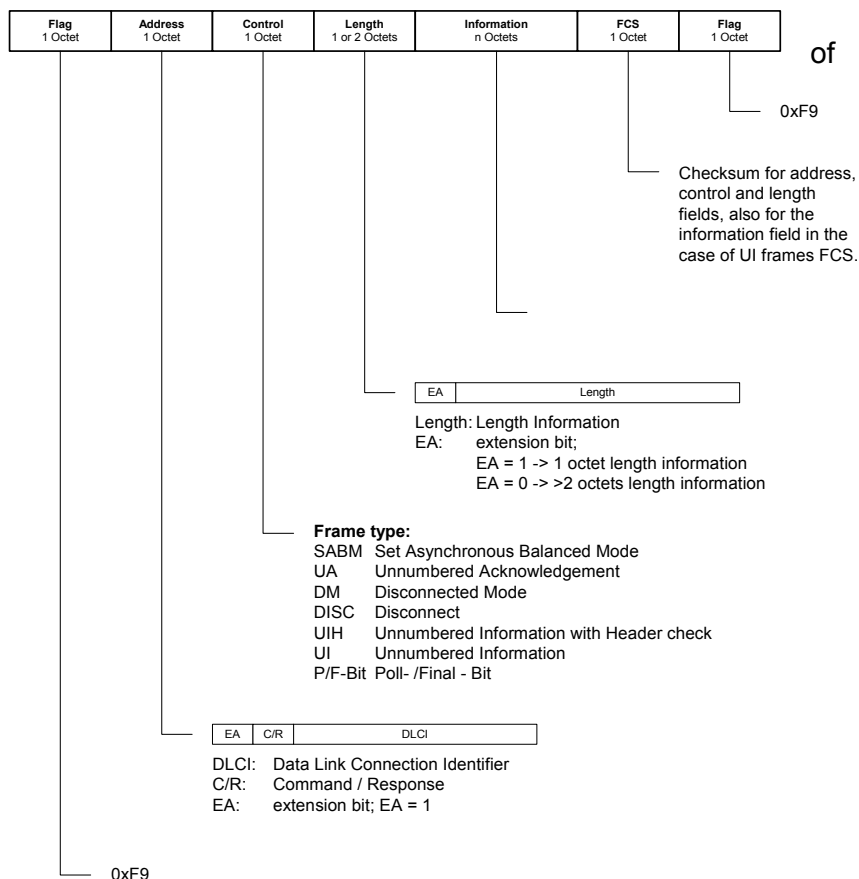 Flag Address Control Length Information FCS Flag
1 Octet 1 Octet 1 Octet 1 or 2 Octets n Octets 1 Octet 1 Octet
of
0xF9
Checksum for address,
control and length
fields, also for the
information field in the
case of UI frames FCS.
EA Length
Length: Length Information
EA: extension bit;
EA = 1 -> 1 octet length information
EA = 0 -> >2 octets length information
Frame type:
SABM Set Asynchronous Balanced Mode
UA Unnumbered Acknowledgement
DM Disconnected Mode
DISC Disconnect
UIH Unnumbered Information with Header check
UI Unnumbered Information
P/F-Bit Poll- /Final - Bit
EA C/R DLCI
DLCI: Data Link Connection Identifier
C/R: Command / Response
EA: extension bit; EA = 1
0xF9